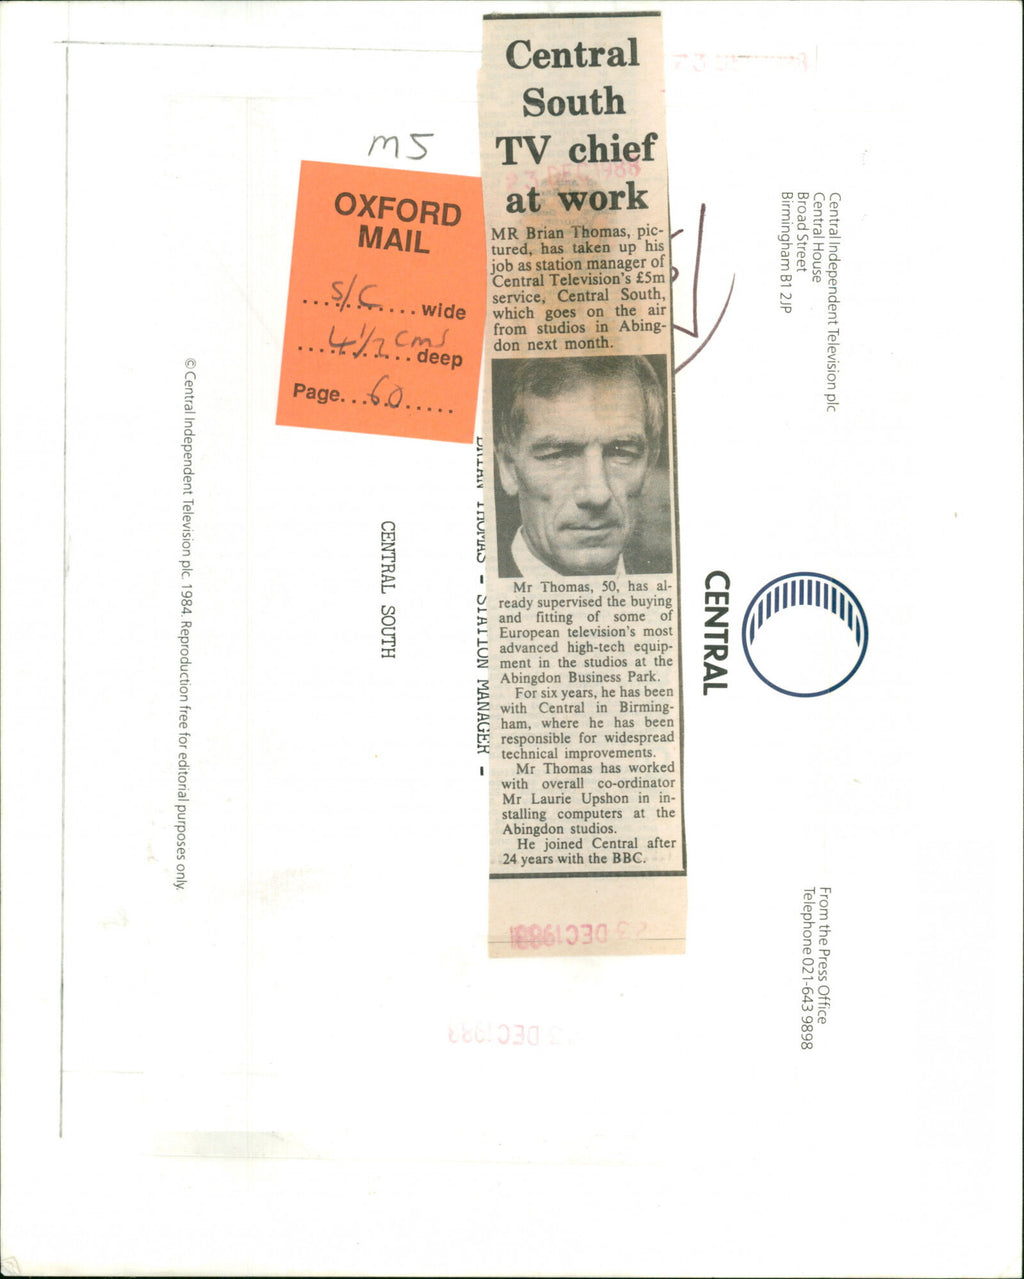 Central
South
TV chief
at work
23 DEC 1988
MR Brian Thomas, pic-
tured, has taken up his
job as station manager of
Central Television's £5m
service, Central South,
which goes on the air
from studios in Abing-
don next month.
Mr Thomas, 50, has al-
ready supervised the buying
and fitting of some of
European television's most
advanced high-tech equip-
ment in the studios at the
Abingdon Business Park.
For six years, he has been
with Central in Birming-
ham, where he has been
responsible for widespread
technical improvements.
Mr Thomas has worked
with overall co-ordinator
Mr Laurie Upshon in in-
stalling computers at the
Abingdon studios.
He joined Central after
24 years with the BBC.
M5
OXFORD
MAIL
...S/C...... wide
...4 1/2 cms... deep
Page...60.....
BRIAN THOMAS - STATION MANAGER -
CENTRAL SOUTH
© Central Independent Television plc. 1984. Reproduction free for editorial purposes only.
Central Independent Television plc
Central House
Broad Street
Birmingham B1 2JP
CENTRAL
From the Press Office
Telephone 021-643 9898